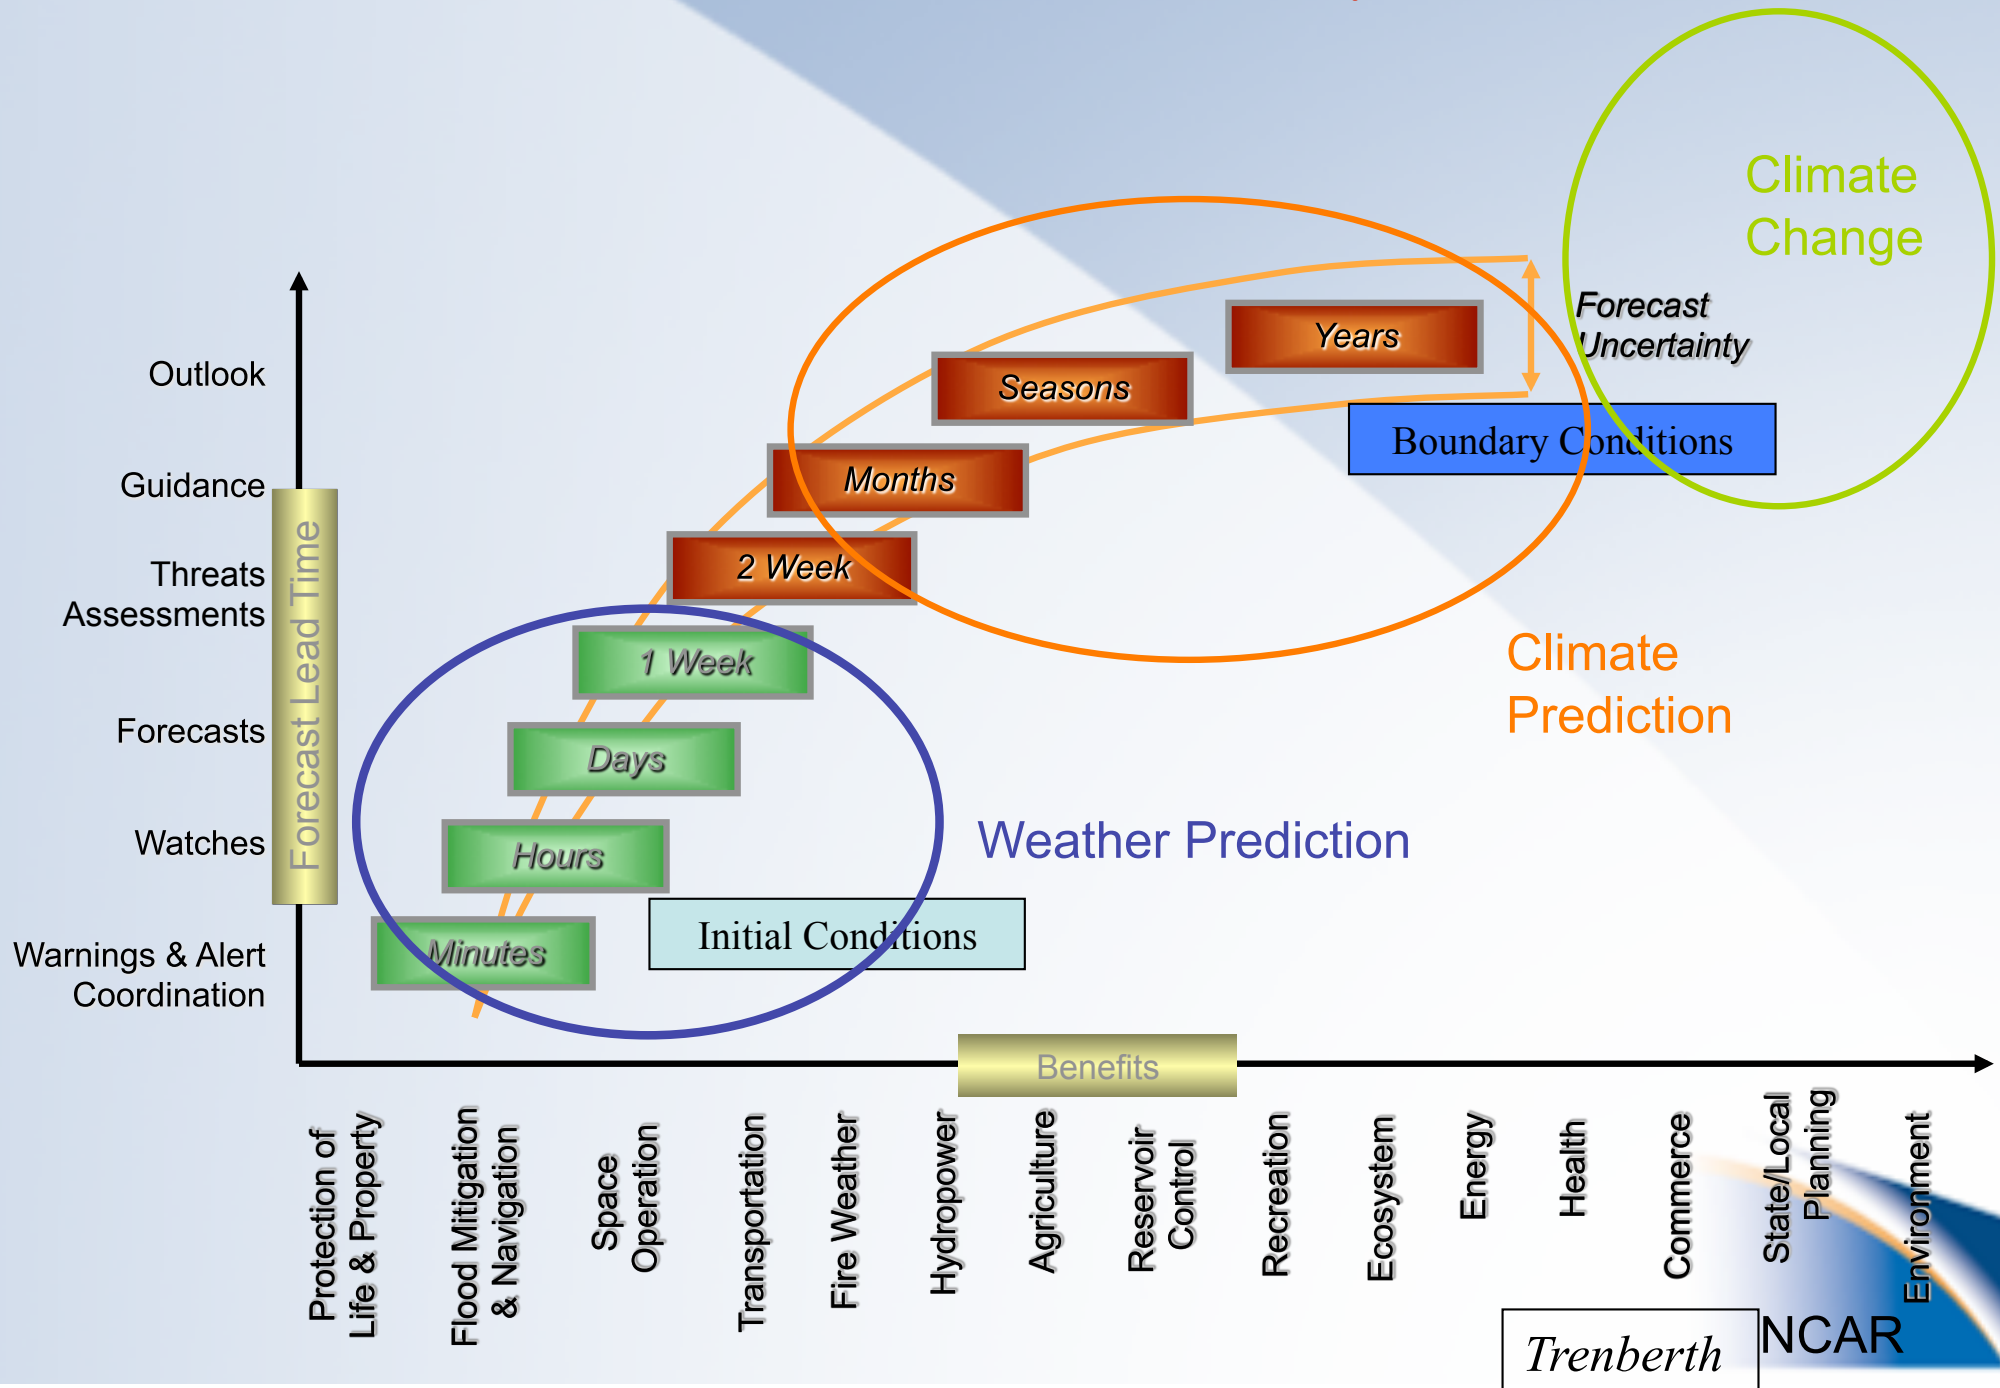 Climate
Change
Forecast
Uncertainty
Years
Outlook
Seasons
Boundary Conditions
Guidance
Months
Threats
Assessments
2 Week
Forecast Lead Time
1 Week
Climate
Prediction
Forecasts
Days
Watches
Hours
Weather Prediction
Initial Conditions
Warnings & Alert
Coordination
Minutes
Benefits
Protection of
Life & Property
Flood Mitigation
& Navigation
Space
Operation
Transportation
Fire Weather
Hydropower
Agriculture
Reservoir
Control
Recreation
Ecosystem
Energy
Health
Commerce
State/Local
Planning
Environment
Trenberth
NCAR